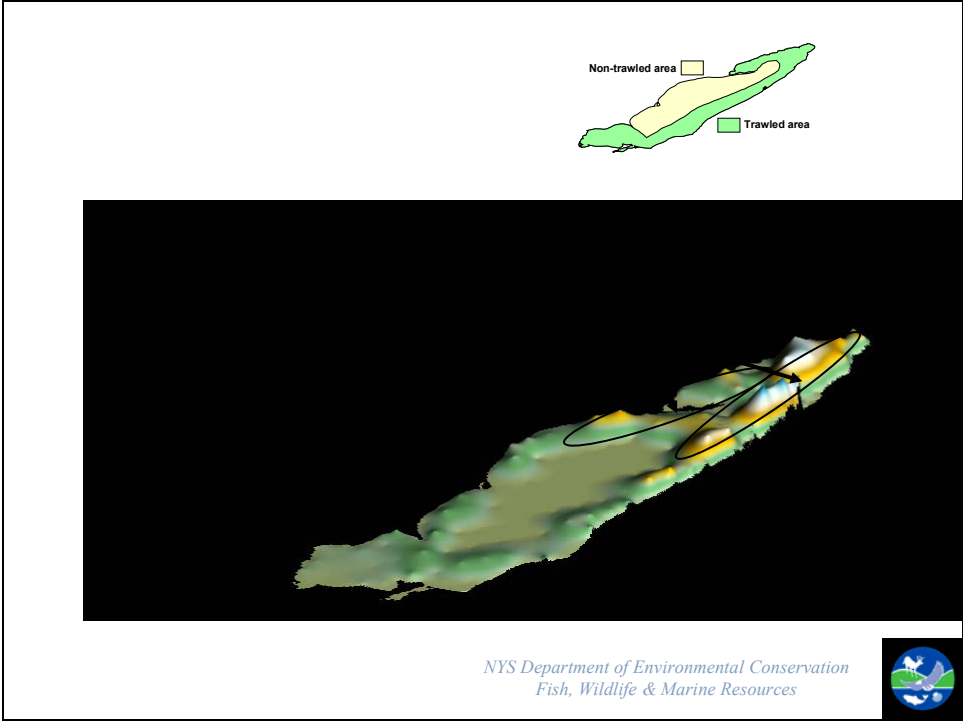 Non-trawled area
Trawled area
NYS Department of Environmental Conservation
Fish, Wildlife & Marine Resources